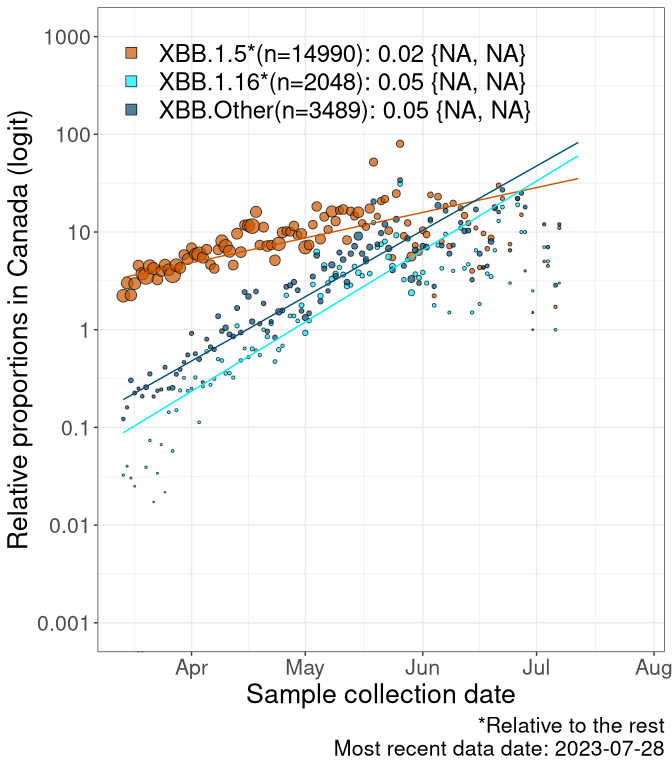 1000
100
10
1
0.1
0.01
0.001
Relative proportions in Canada (logit)
XBB.1.5*(n=14990): 0.02 {NA, NA}
XBB.1.16*(n=2048): 0.05 {NA, NA}
XBB.Other(n=3489): 0.05 {NA, NA}
Apr May Jun Jul Aug
Sample collection date
*Relative to the rest
Most recent data date: 2023-07-28